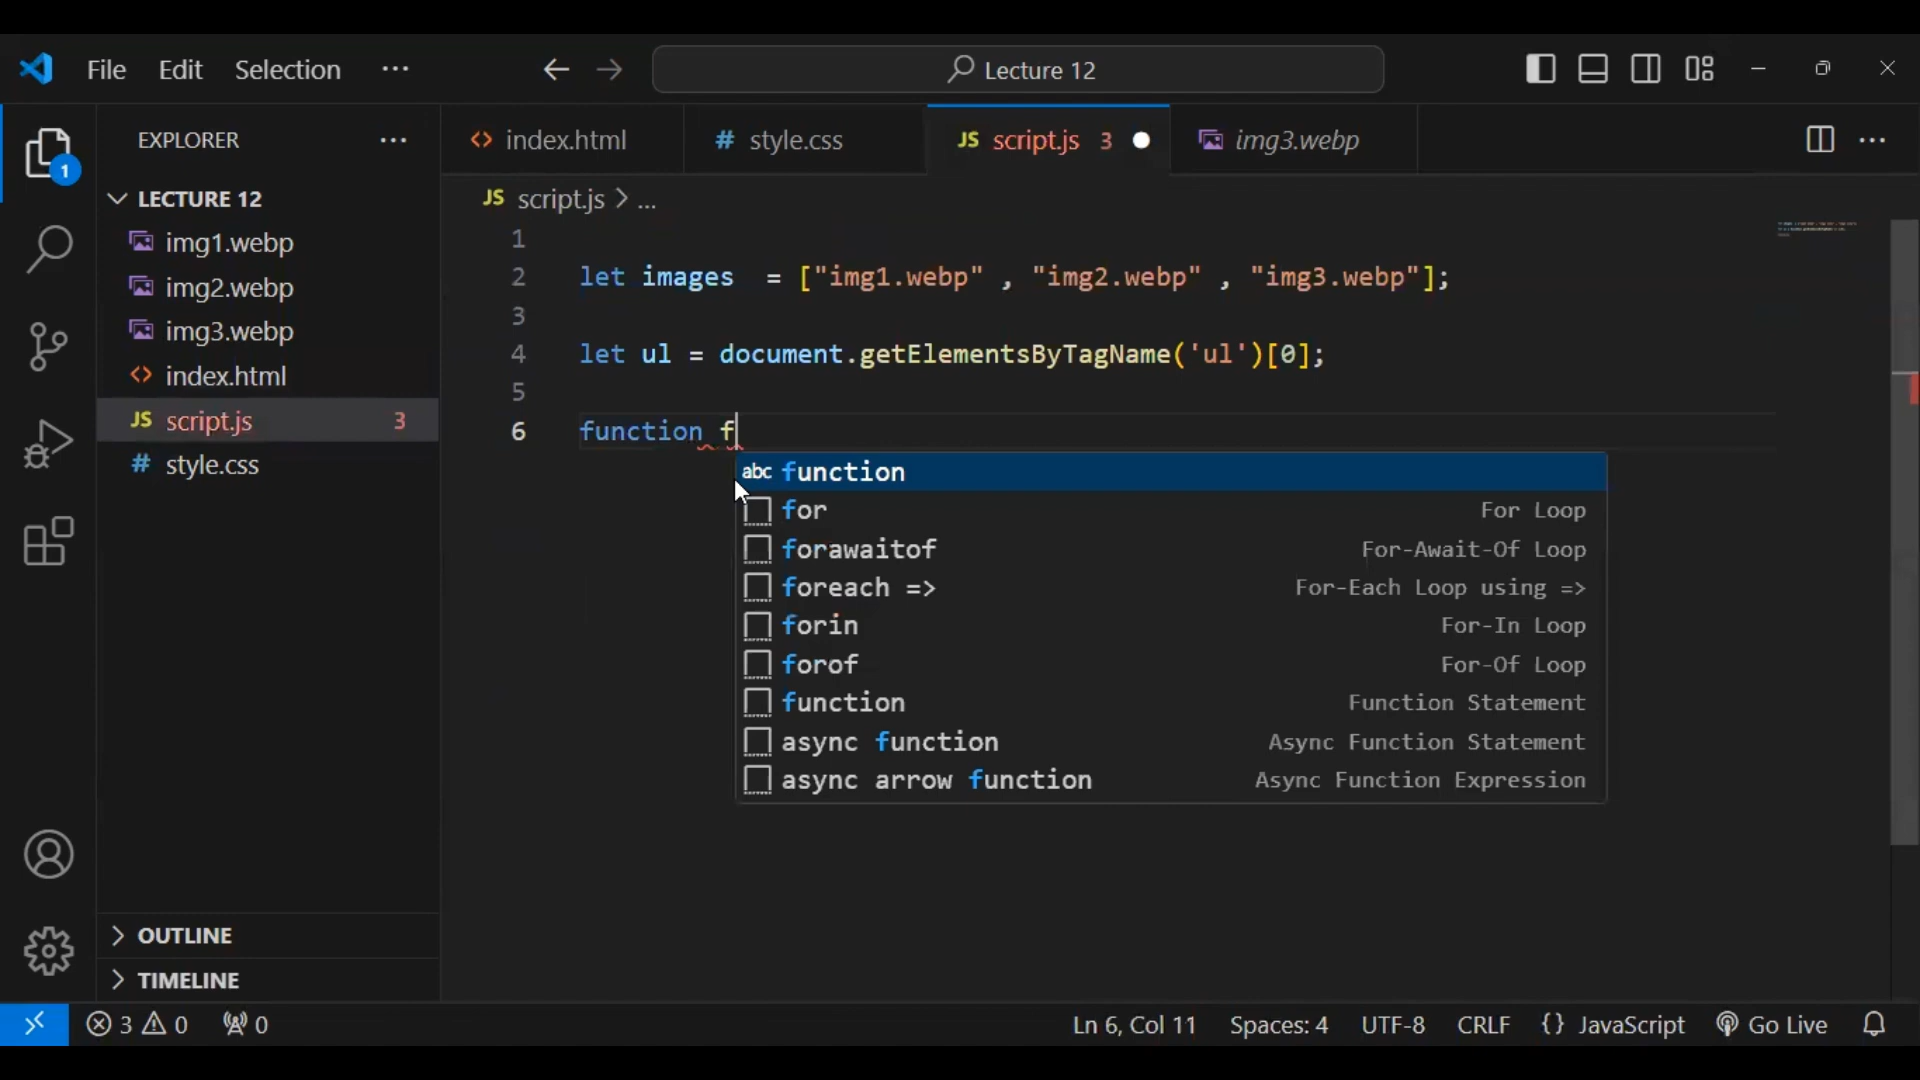 File Edit Selection ··· Lecture 12
EXPLORER ···
index.html
# style.css
JS script.js 3
img3.webp
1
LECTURE 12
img1.webp
img2.webp
img3.webp
index.html
JS script.js 3
# style.css
JS script.js > ...
1
2 let images  = ["img1.webp" , "img2.webp" , "img3.webp"];
3
4 let ul = document.getElementsByTagName('ul')[0];
5
6 function f
abc function
for For Loop
forawaitof For-Await-Of Loop
foreach => For-Each Loop using =>
forin For-In Loop
forof For-Of Loop
function Function Statement
async function Async Function Statement
async arrow function Async Function Expression
OUTLINE
TIMELINE
3 0 0 Ln 6, Col 11 Spaces: 4 UTF-8 CRLF {} JavaScript Go Live